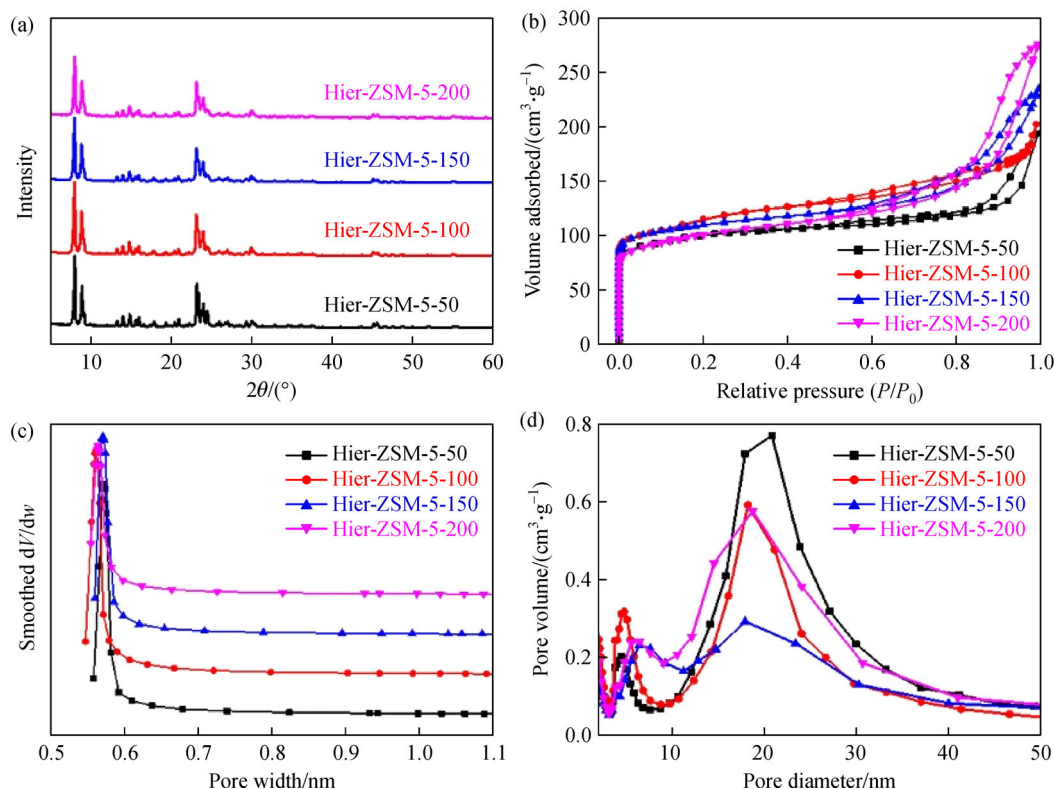 (a)
Hier-ZSM-5-200
Hier-ZSM-5-150
Hier-ZSM-5-100
Hier-ZSM-5-50
Intensity
10 20 30 40 50 60
2θ/(°)
(b)
300
250
200
150
100
50
0
Volume adsorbed/(cm³·g⁻¹)
Hier-ZSM-5-50
Hier-ZSM-5-100
Hier-ZSM-5-150
Hier-ZSM-5-200
0.0 0.2 0.4 0.6 0.8 1.0
Relative pressure (P/P₀)
(c)
Hier-ZSM-5-50
Hier-ZSM-5-100
Hier-ZSM-5-150
Hier-ZSM-5-200
Smoothed dV/dw
0.5 0.6 0.7 0.8 0.9 1.0 1.1
Pore width/nm
(d)
0.8
0.6
0.4
0.2
0.0
Pore volume/(cm³·g⁻¹)
Hier-ZSM-5-50
Hier-ZSM-5-100
Hier-ZSM-5-150
Hier-ZSM-5-200
10 20 30 40 50
Pore diameter/nm